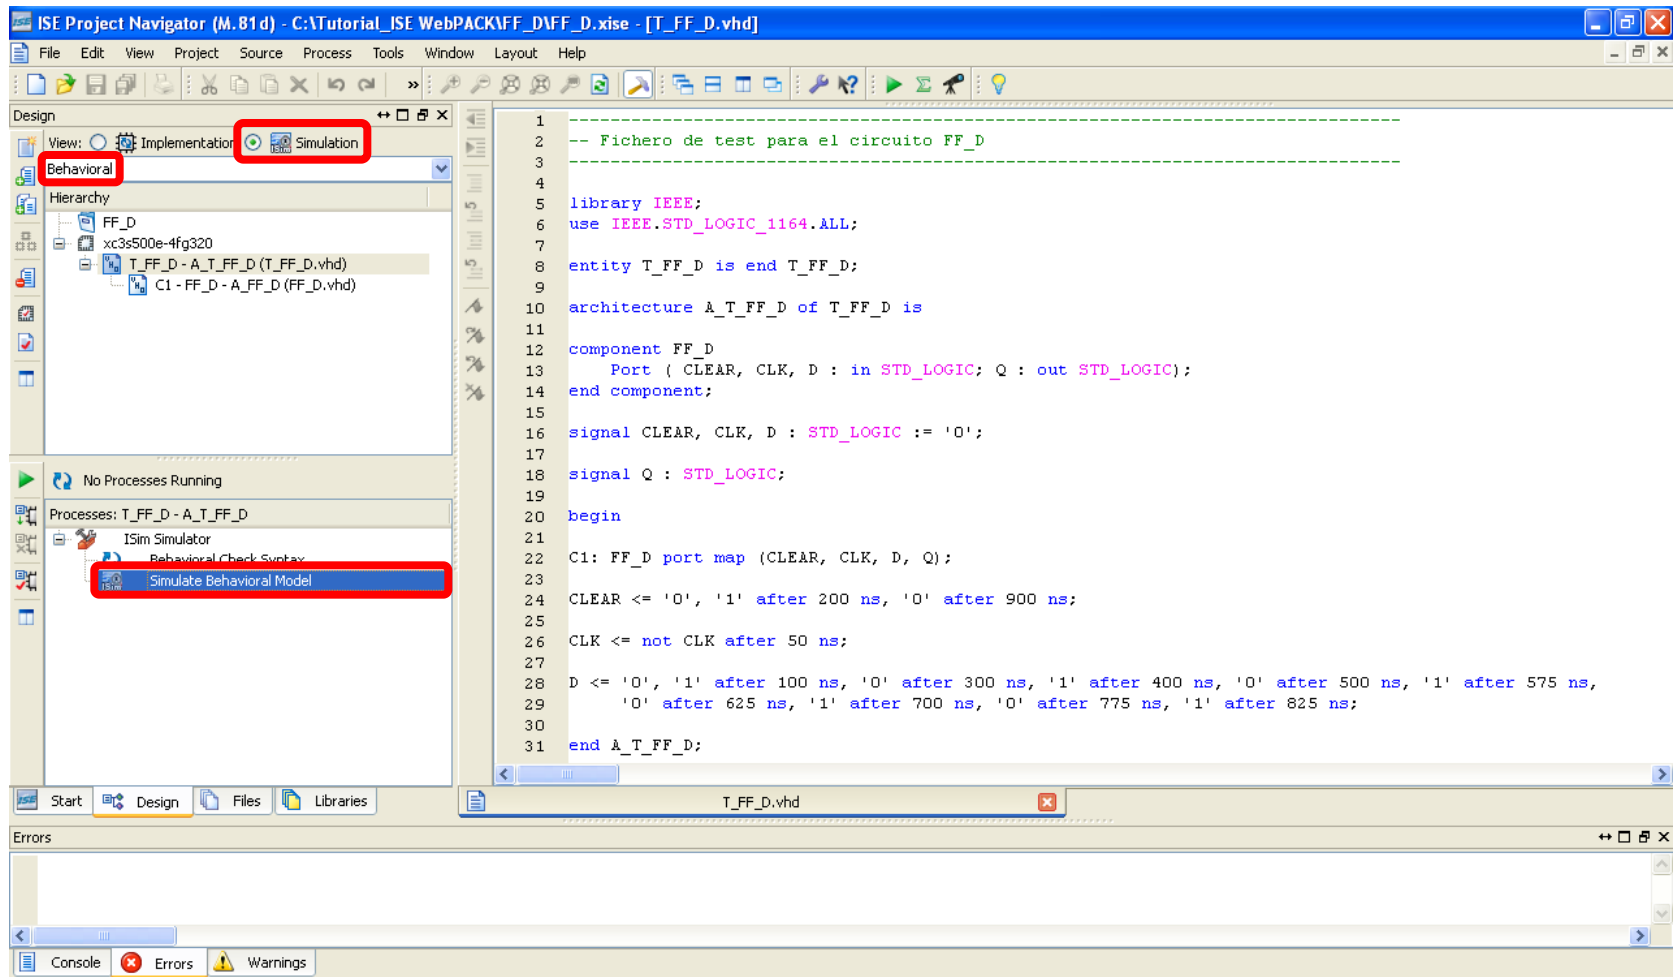 ISE Project Navigator (M.81d) - C:\Tutorial_ISE WebPACK\FF_D\FF_D.xise - [T_FF_D.vhd]
File Edit View Project Source Process Tools Window Layout Help
Design
View: Implementation Simulation
Behavioral
Hierarchy
FF_D
xc3s500e-4fg320
T_FF_D - A_T_FF_D (T_FF_D.vhd)
C1 - FF_D - A_FF_D (FF_D.vhd)
No Processes Running
Processes: T_FF_D - A_T_FF_D
ISim Simulator
Behavioral Check Syntax
Simulate Behavioral Model
Start Design Files Libraries
1 --------------------------------------------------------------------------------
2 -- Fichero de test para el circuito FF_D
3 --------------------------------------------------------------------------------
4
5 library IEEE;
6 use IEEE.STD_LOGIC_1164.ALL;
7
8 entity T_FF_D is end T_FF_D;
9
10 architecture A_T_FF_D of T_FF_D is
11
12 component FF_D
13 Port ( CLEAR, CLK, D : in STD_LOGIC; Q : out STD_LOGIC);
14 end component;
15
16 signal CLEAR, CLK, D : STD_LOGIC := '0';
17
18 signal Q : STD_LOGIC;
19
20 begin
21
22 C1: FF_D port map (CLEAR, CLK, D, Q);
23
24 CLEAR <= '0', '1' after 200 ns, '0' after 900 ns;
25
26 CLK <= not CLK after 50 ns;
27
28 D <= '0', '1' after 100 ns, '0' after 300 ns, '1' after 400 ns, '0' after 500 ns, '1' after 575 ns,
29 '0' after 625 ns, '1' after 700 ns, '0' after 775 ns, '1' after 825 ns;
30
31 end A_T_FF_D;
T_FF_D.vhd
Errors
Console Errors Warnings